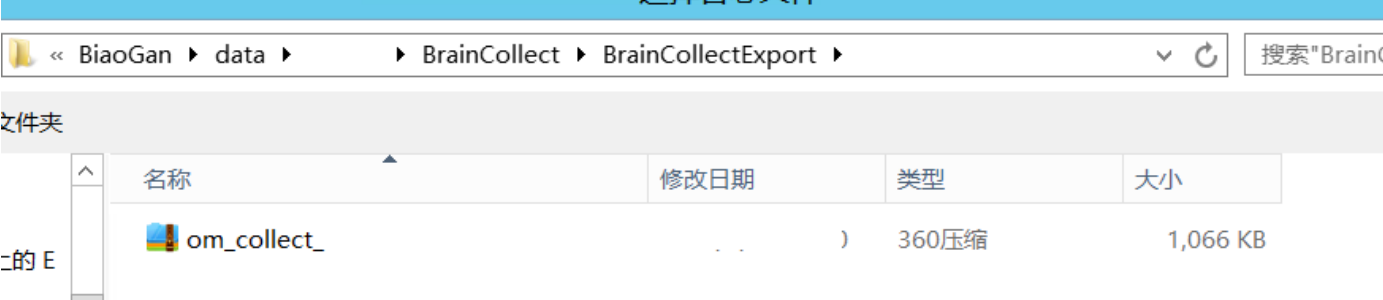 « BiaoGan data BrainCollect BrainCollectExport 搜索"Brain
文件夹
名称 修改日期 类型 大小
om_collect_ 360压缩 1,066 KB
上的 E